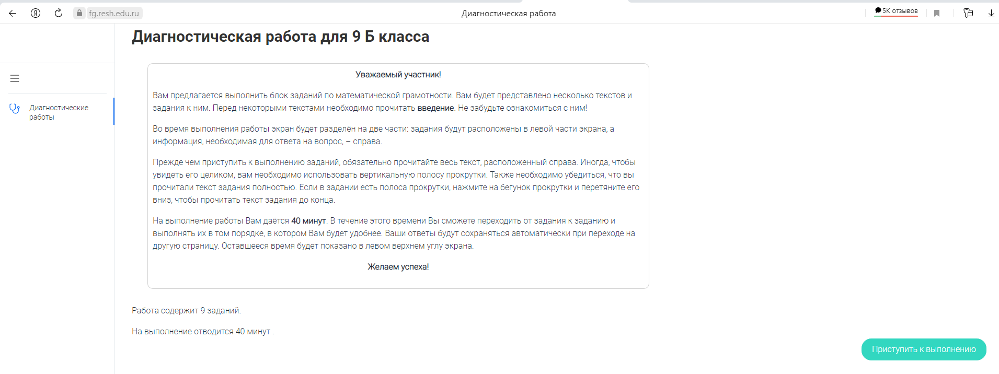 fg.resh.edu.ru
Диагностическая работа
5К отзывов
Диагностическая работа для 9 Б класса
Диагностические
работы
Уважаемый участник!
Вам предлагается выполнить блок заданий по математической грамотности. Вам будет представлено несколько текстов и
задания к ним. Перед некоторыми текстами необходимо прочитать введение. Не забудьте ознакомиться с ним!
Во время выполнения работы экран будет разделён на две части: задания будут расположены в левой части экрана, а
информация, необходимая для ответа на вопрос, – справа.
Прежде чем приступить к выполнению заданий, обязательно прочитайте весь текст, расположенный справа. Иногда, чтобы
увидеть его целиком, вам необходимо использовать вертикальную полосу прокрутки. Также необходимо убедиться, что вы
прочитали текст задания полностью. Если в задании есть полоса прокрутки, нажмите на бегунок прокрутки и перетяните его
вниз, чтобы прочитать текст задания до конца.
На выполнение работы Вам даётся 40 минут. В течение этого времени Вы сможете переходить от задания к заданию и
выполнять их в том порядке, в котором Вам будет удобнее. Ваши ответы будут сохраняться автоматически при переходе на
другую страницу. Оставшееся время будет показано в левом верхнем углу экрана.
Желаем успеха!
Работа содержит 9 заданий.
На выполнение отводится 40 минут .
Приступить к выполнению